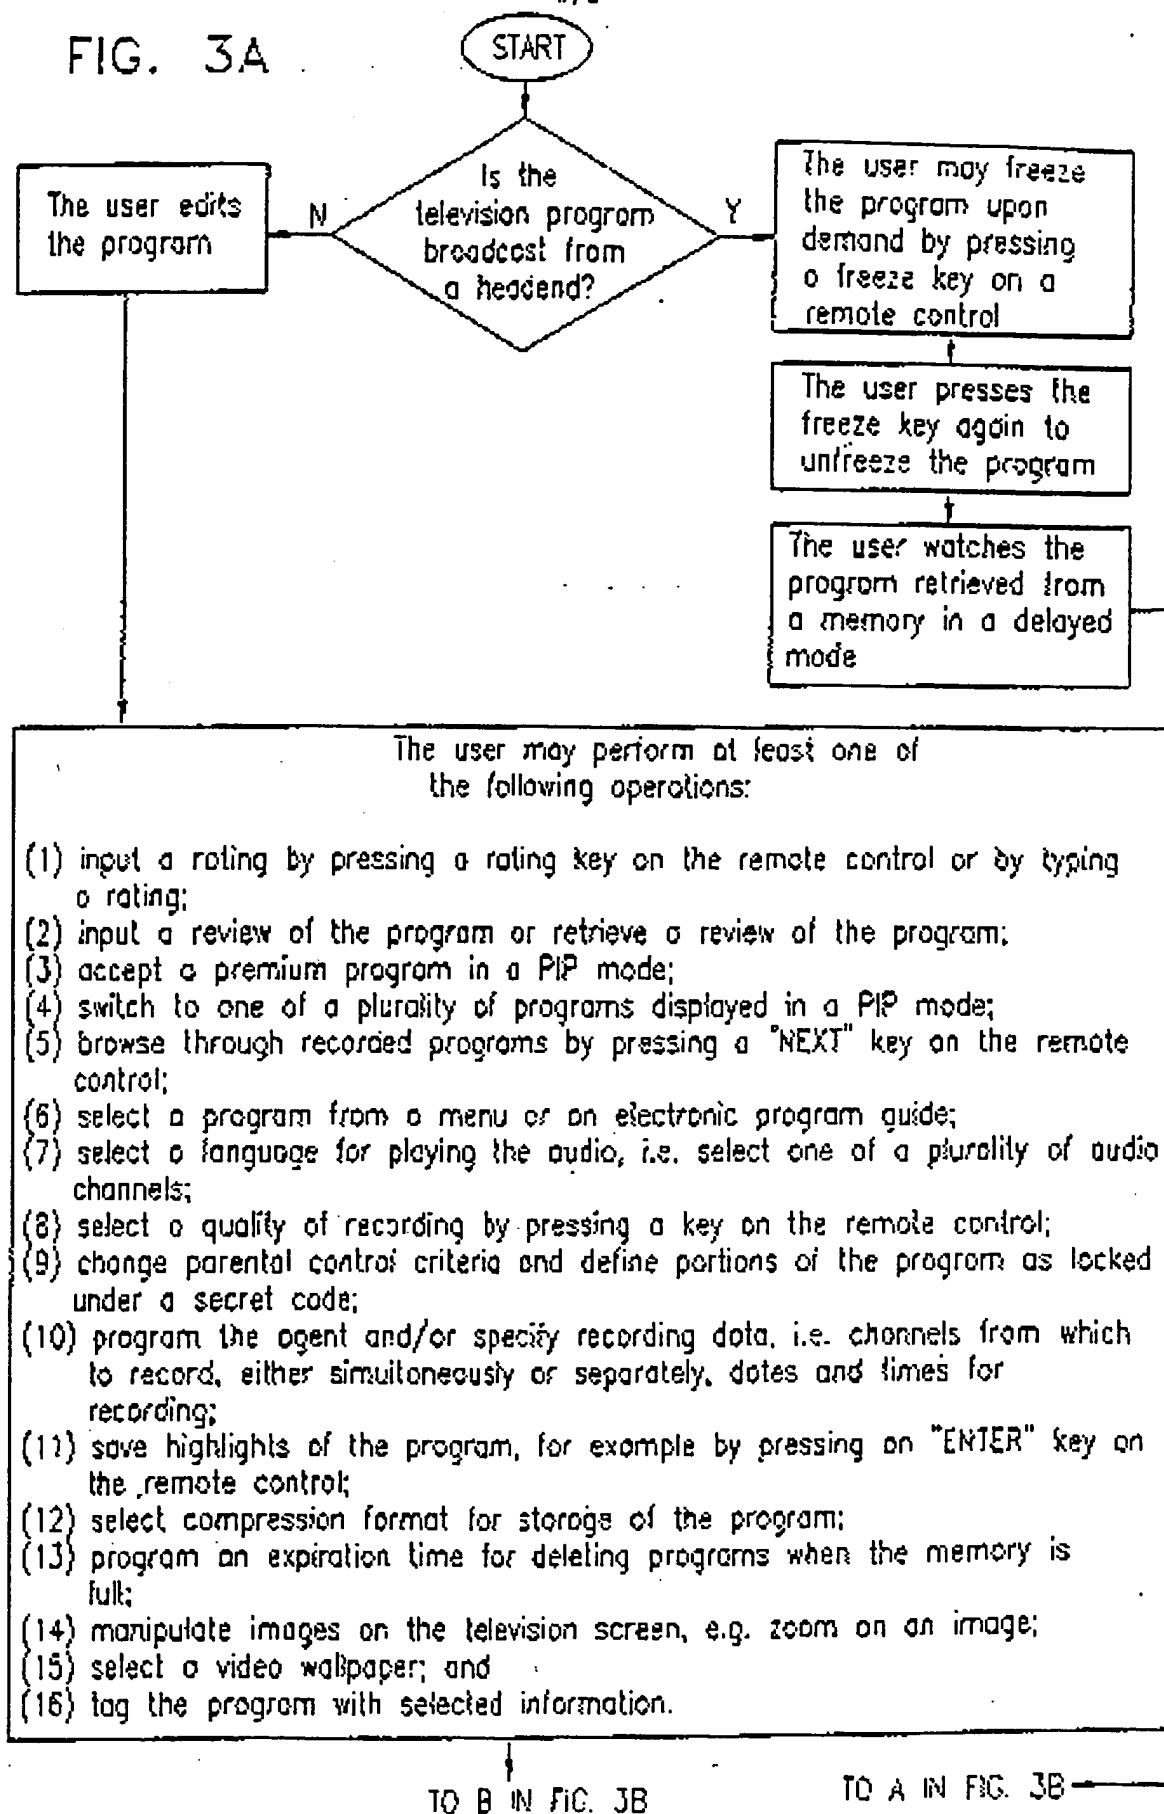 FIG. 3A
START
Is the
television program
broadcast from
a headend?
N
Y
The user edits
the program
The user may freeze
the program upon
demand by pressing
a freeze key on a
remote control
The user presses the
freeze key again to
unfreeze the program
The user watches the
program retrieved from
a memory in a delayed
mode
The user may perform at least one of
the following operations:
(1) input a rating by pressing a rating key on the remote control or by typing
a rating;
(2) input a review of the program or retrieve a review of the program;
(3) accept a premium program in a PIP mode;
(4) switch to one of a plurality of programs displayed in a PIP mode;
(5) browse through recorded programs by pressing a "NEXT" key on the remote
control;
(6) select a program from a menu or an electronic program guide;
(7) select a language for playing the audio, i.e. select one of a plurality of audio
channels;
(8) select a quality of recording by pressing a key on the remote control;
(9) change parental control criteria and define portions of the program as locked
under a secret code;
(10) program the agent and/or specify recording data, i.e. channels from which
to record, either simultaneously or separately, dates and times for
recording;
(11) save highlights of the program, for example by pressing an "ENTER" key on
the remote control;
(12) select compression format for storage of the program;
(13) program an expiration time for deleting programs when the memory is
full;
(14) manipulate images on the television screen, e.g. zoom on an image;
(15) select a video wallpaper; and
(16) tag the program with selected information.
TO B IN FIG. 3B
TO A IN FIG. 3B